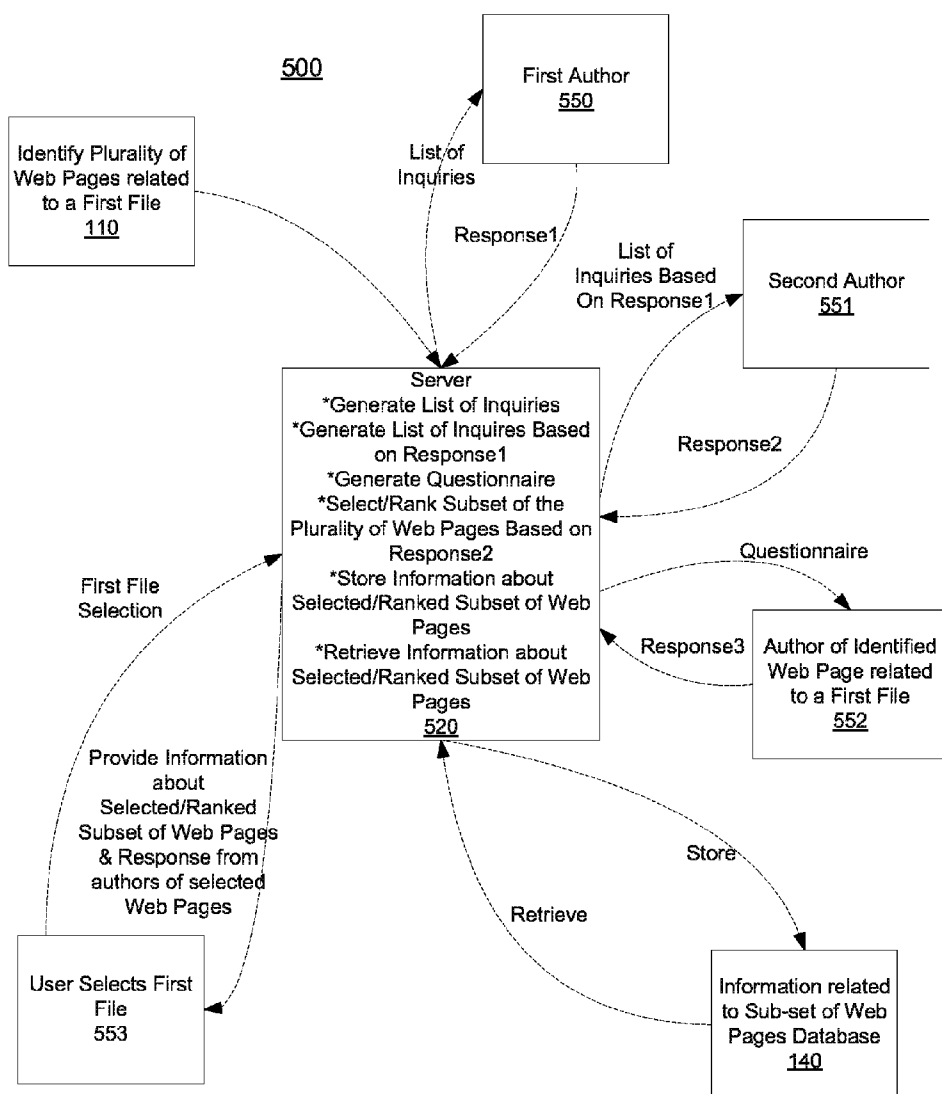 500
First Author
550
Identify Plurality of
Web Pages related
to a First File
110
List of
Inquiries
Response1
List of
Inquiries Based
On Response1
Second Author
551
Response2
Server
*Generate List of Inquiries
*Generate List of Inquires Based
on Response1
*Generate Questionnaire
*Select/Rank Subset of the
Plurality of Web Pages Based on
Response2
*Store Information about
Selected/Ranked Subset of Web
Pages
*Retrieve Information about
Selected/Ranked Subset of Web
Pages
520
Questionnaire
Response3
Author of Identified
Web Page related
to a First File
552
First File
Selection
Provide Information
about
Selected/Ranked
Subset of Web Pages
& Response from
authors of selected
Web Pages
Store
Retrieve
User Selects First
File
553
Information related
to Sub-set of Web
Pages Database
140